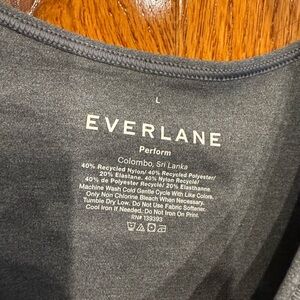 L
EVERLANE
Perform
Colombo, Sri Lanka
40% Recycled Nylon/ 40% Recycled Polyester/
20% Elastane. 40% Nylon Recyclé/
40% de Polyester Recyclé/ 20% Élasthanne
Machine Wash Cold Gentle Cycle With Like Colors.
Only Non Chlorine Bleach When Necessary.
Tumble Dry Low. Do Not Use Fabric Softener.
Cool Iron If Needed. Do Not Iron On Print.
RN# 139393